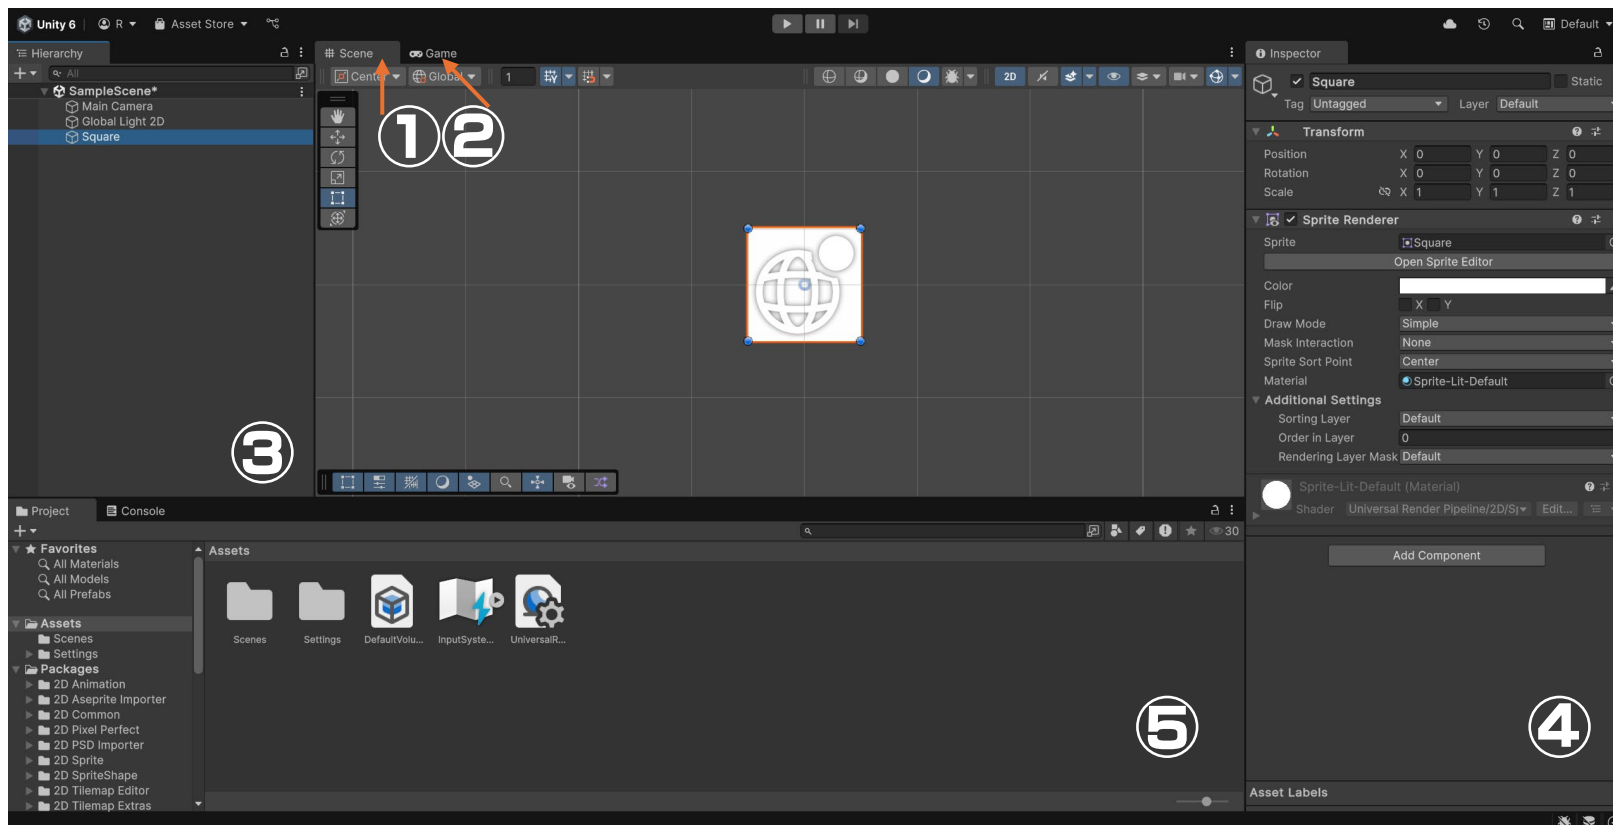 Unity 6 R Asset Store Default
Hierarchy
All
SampleScene*
Main Camera
Global Light 2D
Square
③
Scene Game
Center Global 1 2D
① ②
Inspector
Square Static
Tag Untagged Layer Default
Transform
Position X 0 Y 0 Z 0
Rotation X 0 Y 0 Z 0
Scale X 1 Y 1 Z 1
Sprite Renderer
Sprite Square
Open Sprite Editor
Color
Flip X Y
Draw Mode Simple
Mask Interaction None
Sprite Sort Point Center
Material Sprite-Lit-Default
Additional Settings
Sorting Layer Default
Order in Layer 0
Rendering Layer Mask Default
Sprite-Lit-Default (Material)
Shader Universal Render Pipeline/2D/Sp Edit...
Add Component
④
Asset Labels
Project Console
30
Favorites
All Materials
All Models
All Prefabs
Assets
Scenes
Settings
Packages
2D Animation
2D Aseprite Importer
2D Common
2D Pixel Perfect
2D PSD Importer
2D Sprite
2D SpriteShape
2D Tilemap Editor
2D Tilemap Extras
Assets
Scenes Settings DefaultVolu... InputSyste... UniversalR...
⑤